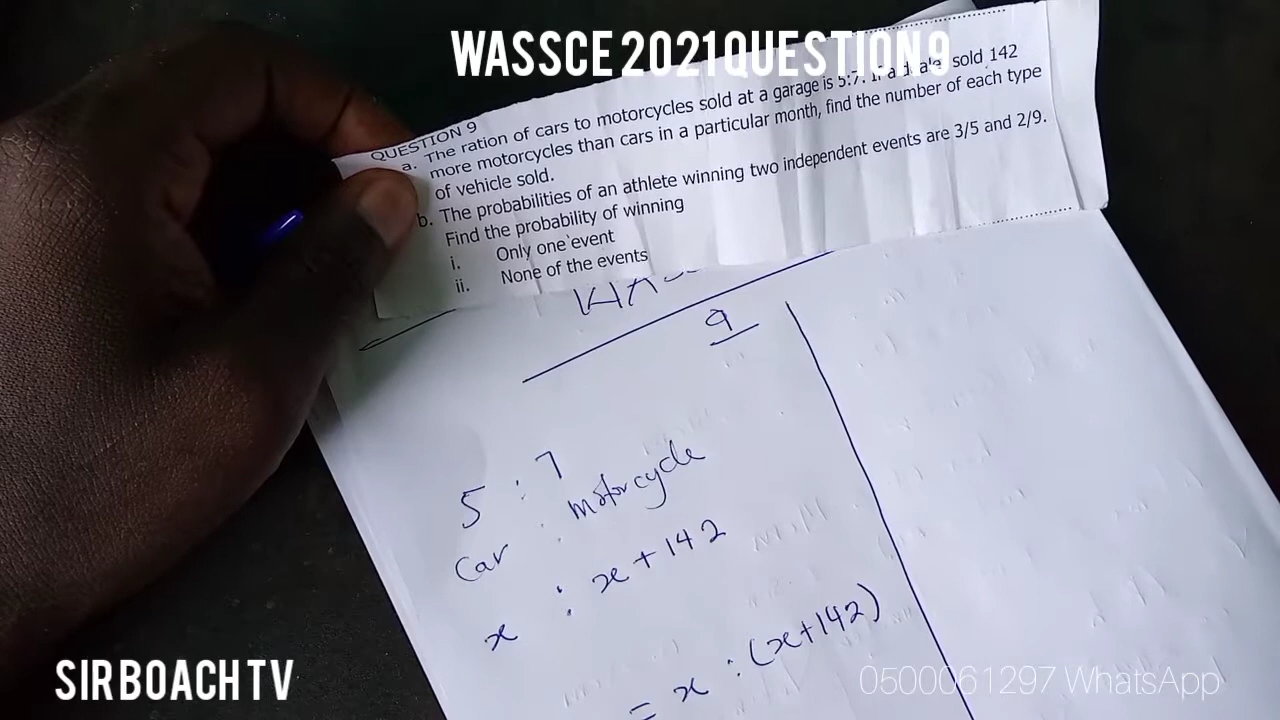 WASSCE 2021 QUESTION 9
QUESTION 9
a. The ration of cars to motorcycles sold at a garage is 5:7. If a dealer sold 142
more motorcycles than cars in a particular month, find the number of each type
of vehicle sold.
b. The probabilities of an athlete winning two independent events are 3/5 and 2/9.
Find the probability of winning
i. Only one event
ii. None of the events
9
5 : 7
Car : motorcycle
x : x + 142
= x : (x+142)
SIR BOACH TV
0500061297 WhatsApp